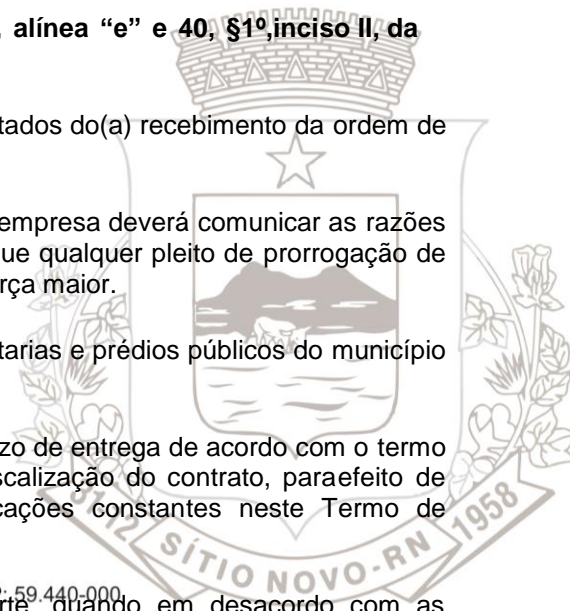 , alínea “e” e 40, §1º,inciso II, da
tados do(a) recebimento da ordem de
empresa deverá comunicar as razões
ue qualquer pleito de prorrogação de
rça maior.
tarias e prédios públicos do município
zo de entrega de acordo com o termo
scalização do contrato, paraefeito de
cações constantes neste Termo de
31-12 SÍTIO NOVO-RN 1958
: 59.440-000
rte, quando em desacordo com as